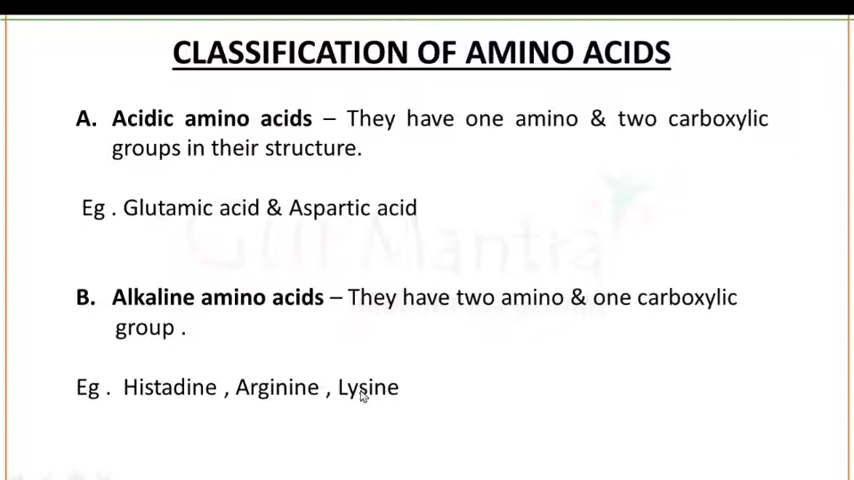 CLASSIFICATION OF AMINO ACIDS
A. Acidic amino acids – They have one amino & two carboxylic
groups in their structure.
Eg . Glutamic acid & Aspartic acid
B. Alkaline amino acids – They have two amino & one carboxylic
group .
Eg . Histadine , Arginine , Lysine